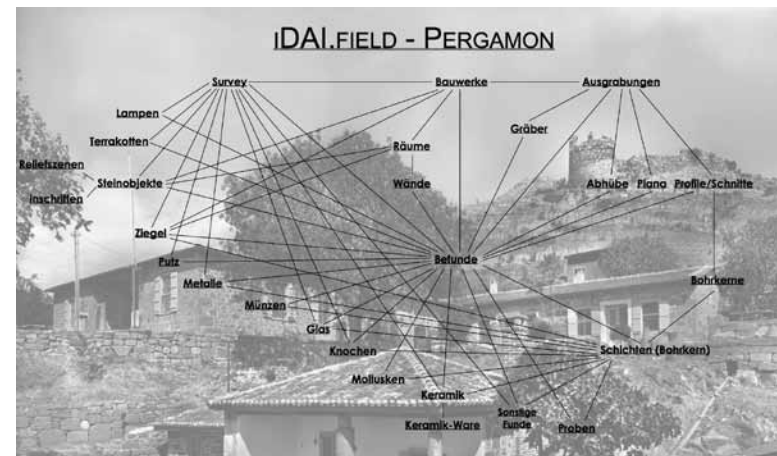 iDAI.FIELD - PERGAMON
Survey
Bauwerke
Ausgrabungen
Lampen
Gräber
Terrakotten
Räume
Reliefszenen
Steinobjekte
Wände
Abhübe
Plana
Profile/Schnitte
Inschriften
Ziegel
Putz
Befunde
Metalle
Bohrkerne
Münzen
Glas
Knochen
Schichten (Bohrkern)
Mollusken
Keramik
Sonstige
Funde
Keramik-Ware
Proben